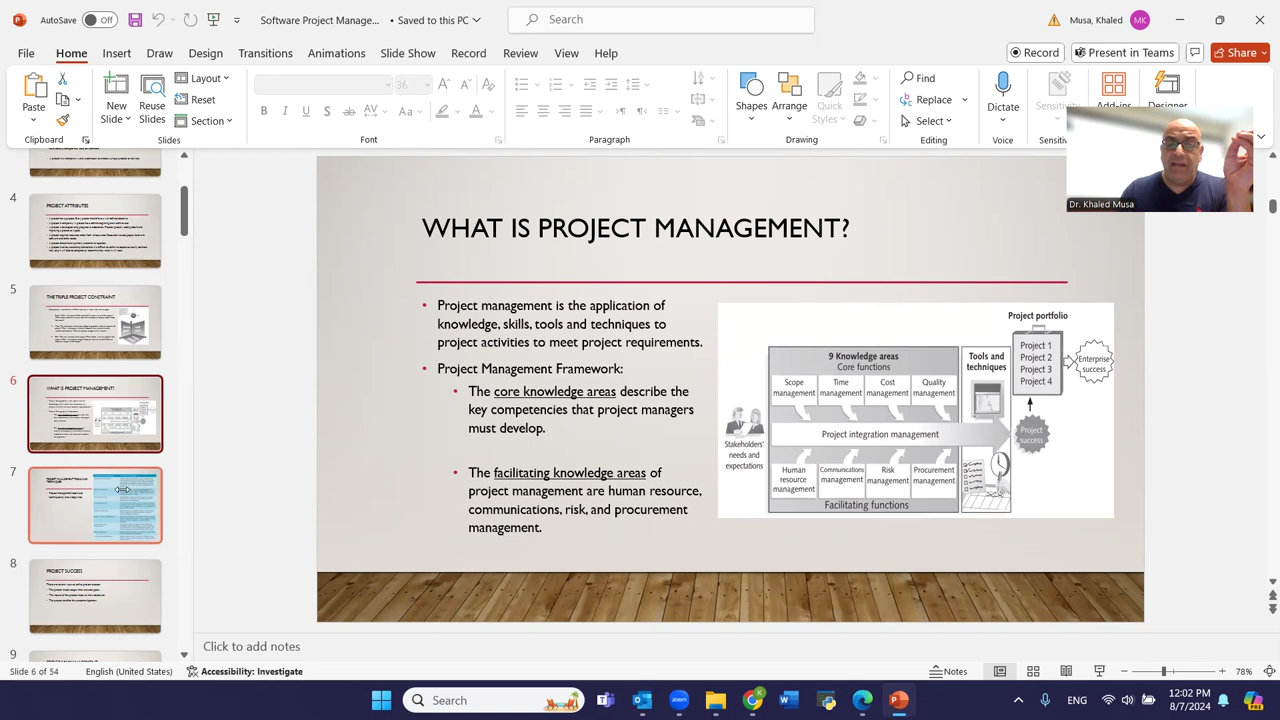 AutoSave
Off
Software Project Manage... • Saved to this PC
Search
Musa, Khaled
MK
File
Home
Insert
Draw
Design
Transitions
Animations
Slide Show
Record
Review
View
Help
Record
Present in Teams
Share
Paste
New
Slide
Reuse
Slides
Layout
Reset
Section
36
Shapes
Arrange
Quick
Styles
Find
Replace
Select
Dictate
Sensitivity
Add-ins
Designer
Clipboard
Slides
Font
Paragraph
Drawing
Editing
Voice
Sensiti
Dr. Khaled Musa
4
PROJECT ATTRIBUTES
5
THE TRIPLE PROJECT CONSTRAINT
6
WHAT IS PROJECT MANAGEMENT?
7
8
PROJECT SUCCESS
9
WHAT IS PROJECT MANAGEMENT?
• Project management is the application of
knowledge, skills, tools and techniques to
project activities to meet project requirements.
• Project Management Framework:
• The core knowledge areas describe the
key competencies that project managers
must develop.
• The facilitating knowledge areas of
project management are human resource,
communications, risk, and procurement
management.
Project portfolio
Project 1
Project 2
Project 3
Project 4
Enterprise
success
9 Knowledge areas
Core functions
Tools and
techniques
Scope
management
Time
management
Cost
management
Quality
management
Stakeholders'
needs and
expectations
Project integration management
Project
success
Human
resource
management
Communications
management
Risk
management
Procurement
management
Facilitating functions
Click to add notes
Slide 6 of 54
English (United States)
Accessibility: Investigate
Notes
78%
Search
zoom
ENG
12:02 PM
8/7/2024